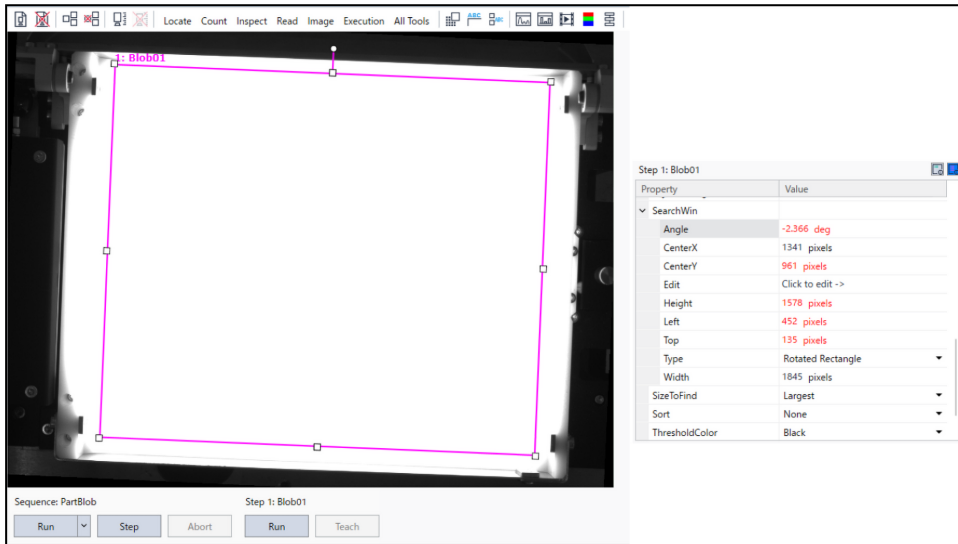 Locate Count Inspect Read Image Execution All Tools ABC
1: Blob01
Step 1: Blob01
Property Value
SearchWin
Angle -2.366 deg
CenterX 1341 pixels
CenterY 961 pixels
Edit Click to edit ->
Height 1578 pixels
Left 452 pixels
Top 135 pixels
Type Rotated Rectangle
Width 1845 pixels
SizeToFind Largest
Sort None
ThresholdColor Black
Sequence: PartBlob Step 1: Blob01
Run Step Abort Run Teach